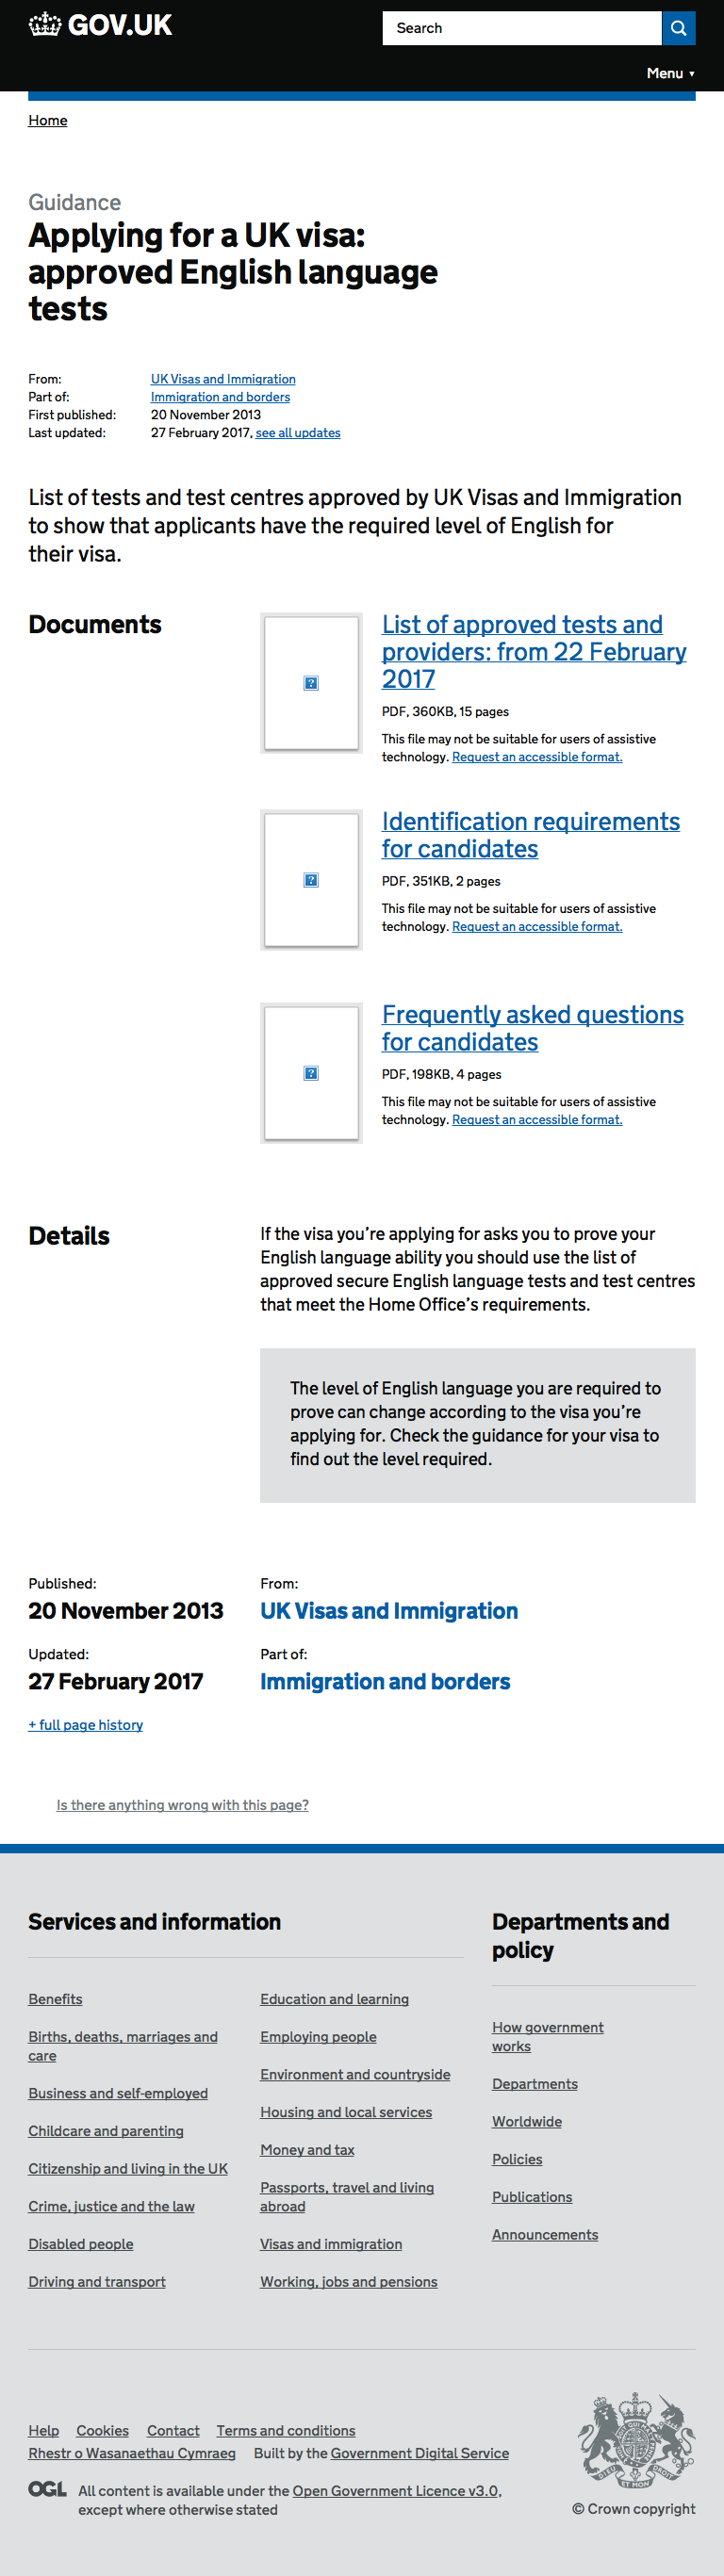 GOV.UK
Search
Menu ▼
Home
Guidance
Applying for a UK visa:
approved English language
tests
From: UK Visas and Immigration
Part of: Immigration and borders
First published: 20 November 2013
Last updated: 27 February 2017, see all updates
List of tests and test centres approved by UK Visas and Immigration
to show that applicants have the required level of English for
their visa.
Documents
List of approved tests and
providers: from 22 February
2017
PDF, 360KB, 15 pages
This file may not be suitable for users of assistive
technology. Request an accessible format.
Identification requirements
for candidates
PDF, 351KB, 2 pages
This file may not be suitable for users of assistive
technology. Request an accessible format.
Frequently asked questions
for candidates
PDF, 198KB, 4 pages
This file may not be suitable for users of assistive
technology. Request an accessible format.
Details
If the visa you’re applying for asks you to prove your
English language ability you should use the list of
approved secure English language tests and test centres
that meet the Home Office’s requirements.
The level of English language you are required to
prove can change according to the visa you’re
applying for. Check the guidance for your visa to
find out the level required.
Published:
20 November 2013
From:
UK Visas and Immigration
Updated:
27 February 2017
Part of:
Immigration and borders
+ full page history
Is there anything wrong with this page?
Services and information
Benefits
Births, deaths, marriages and
care
Business and self-employed
Childcare and parenting
Citizenship and living in the UK
Crime, justice and the law
Disabled people
Driving and transport
Education and learning
Employing people
Environment and countryside
Housing and local services
Money and tax
Passports, travel and living
abroad
Visas and immigration
Working, jobs and pensions
Departments and
policy
How government
works
Departments
Worldwide
Policies
Publications
Announcements
Help Cookies Contact Terms and conditions
Rhestr o Wasanaethau Cymraeg Built by the Government Digital Service
OGL
All content is available under the Open Government Licence v3.0,
except where otherwise stated
DIEU ET MON DROIT
© Crown copyright